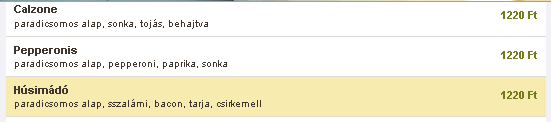 Calzone 1220 Ft
paradicsomos alap, sonka, tojás, behajtva
Pepperonis 1220 Ft
paradicsomos alap, pepperoni, paprika, sonka
Húsimádó 1220 Ft
paradicsomos alap, sszalámi, bacon, tarja, csirkemell